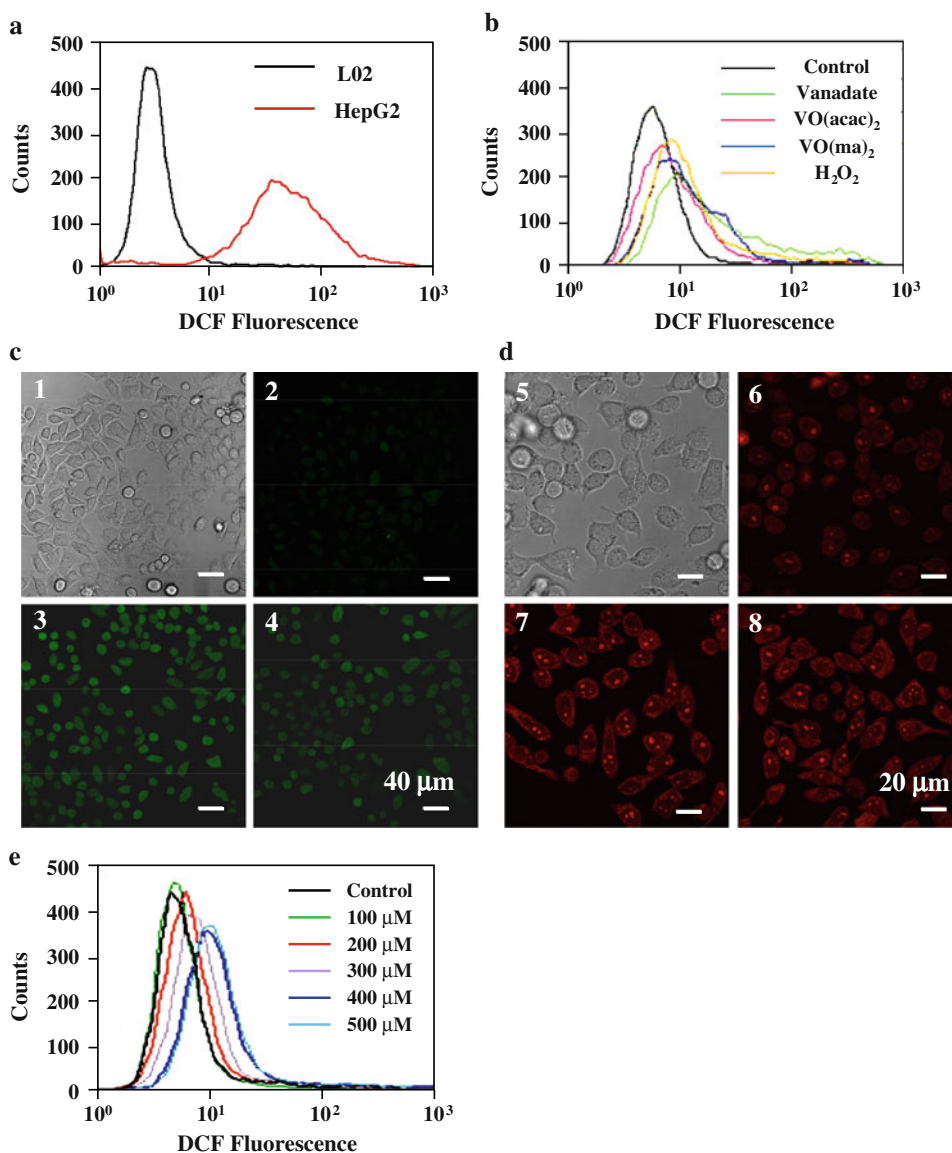 a
500
400
300
200
100
0
Counts
10⁰ 10¹ 10² 10³
DCF Fluorescence
L02
HepG2
b
500
400
300
200
100
0
Counts
10⁰ 10¹ 10² 10³
DCF Fluorescence
Control
Vanadate
VO(acac)₂
VO(ma)₂
H₂O₂
c
1
2
3
4
40 μm
d
5
6
7
8
20 μm
e
500
400
300
200
100
0
Counts
10⁰ 10¹ 10² 10³
DCF Fluorescence
Control
100 μM
200 μM
300 μM
400 μM
500 μM